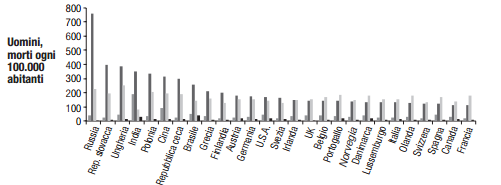 800
700
600
500
400
300
200
100
0
Uomini,
morti ogni
100.000
abitanti
Russia
Rep. slovacca
Ungheria
India
Polonia
Cina
Repubblica ceca
Brasile
Grecia
Finlandia
Austria
Germania
U.S.A.
Svezia
Irlanda
UK
Belgio
Portogallo
Norvegia
Danimarca
Lussemburgo
Italia
Olanda
Svizzera
Spagna
Canada
Francia